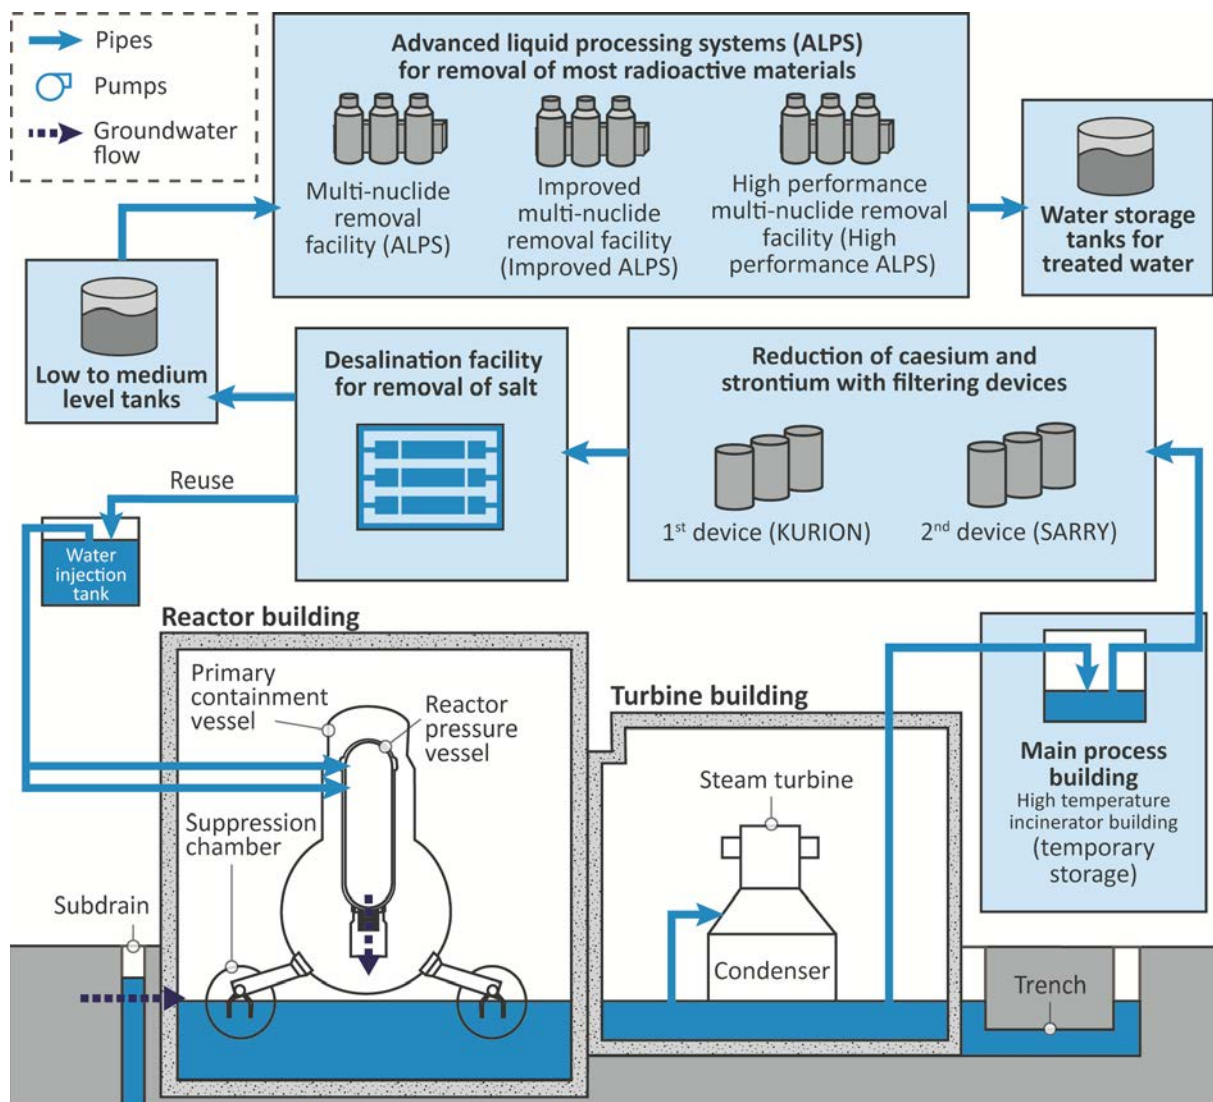 Pipes
Pumps
Groundwater
flow
Advanced liquid processing systems (ALPS)
for removal of most radioactive materials
Multi-nuclide
removal
facility (ALPS)
Improved
multi-nuclide
removal facility
(Improved ALPS)
High performance
multi-nuclide removal
facility (High
performance ALPS)
Water storage
tanks for
treated water
Low to medium
level tanks
Desalination facility
for removal of salt
Reduction of caesium and
strontium with filtering devices
1st device (KURION)
2nd device (SARRY)
Reuse
Water
injection
tank
Reactor building
Primary
containment
vessel
Reactor
pressure
vessel
Suppression
chamber
Subdrain
Turbine building
Steam turbine
Condenser
Main process
building
High temperature
incinerator building
(temporary
storage)
Trench